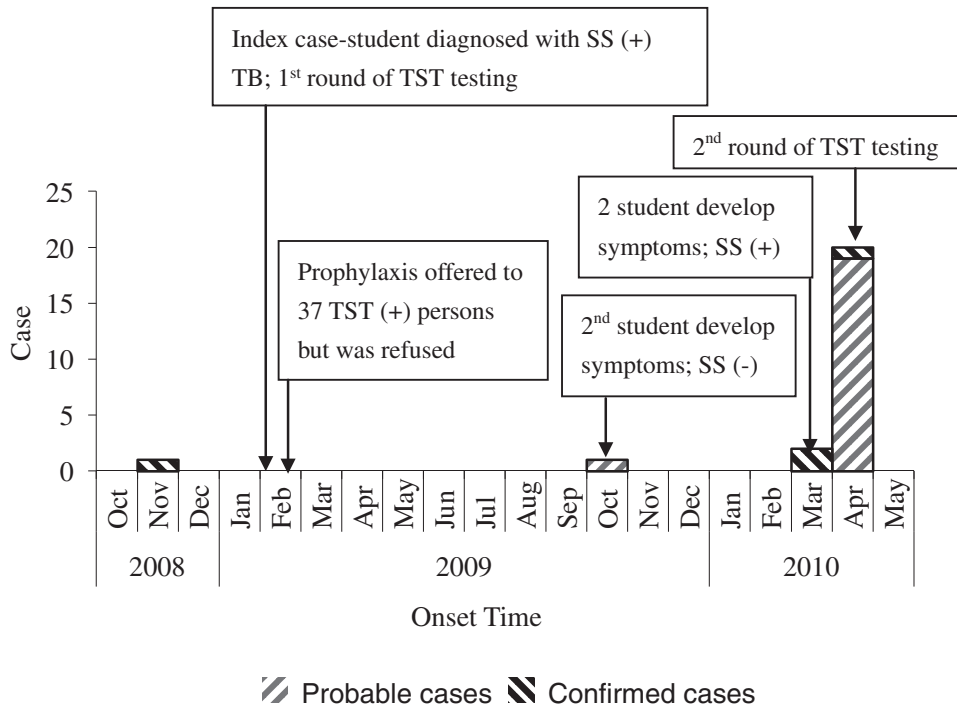 Index case-student diagnosed with SS (+)
TB; 1st round of TST testing
2nd round of TST testing
2 student develop
symptoms; SS (+)
Prophylaxis offered to
37 TST (+) persons
but was refused
2nd student develop
symptoms; SS (-)
Case
25
20
15
10
5
0
Oct Nov Dec Jan Feb Mar Apr May Jun Jul Aug Sep Oct Nov Dec Jan Feb Mar Apr May
2008 2009 2010
Onset Time
Probable cases Confirmed cases